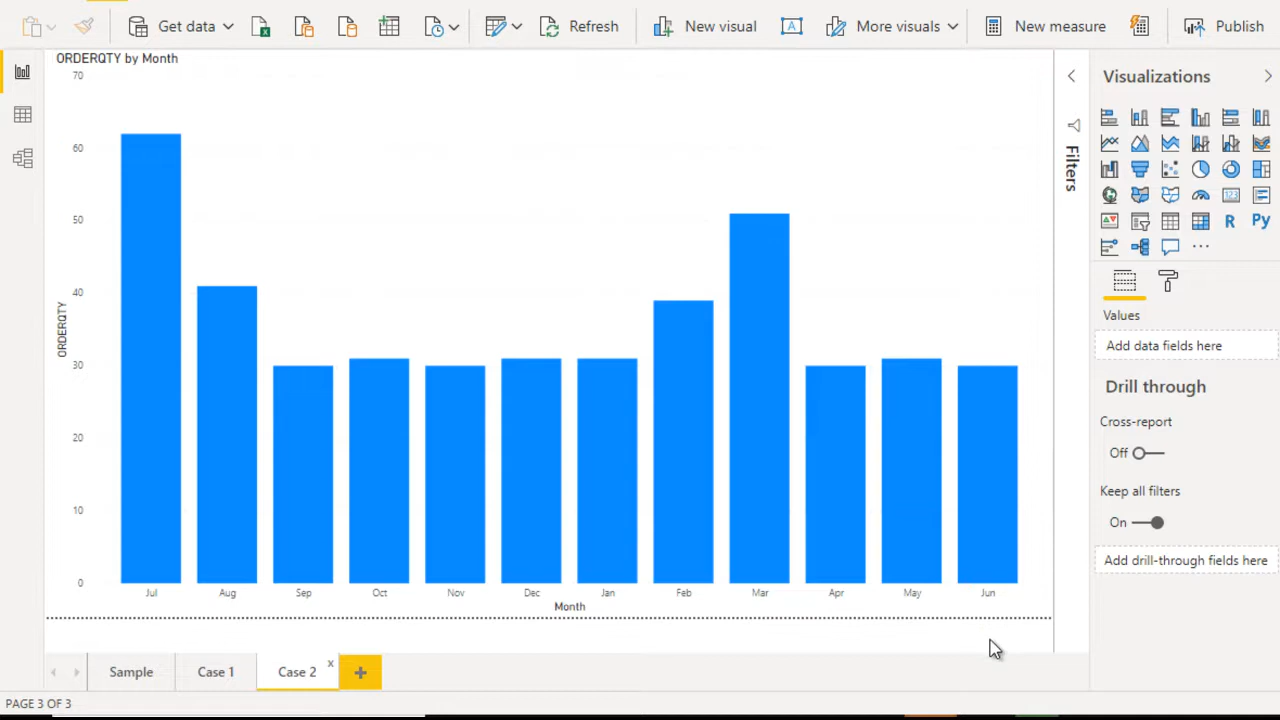 Get data
Refresh
New visual
A
More visuals
New measure
Publish
ORDERQTY by Month
70
60
50
40
30
20
10
0
ORDERQTY
Jul Aug Sep Oct Nov Dec Jan Feb Mar Apr May Jun
Month
Filters
Visualizations
123
R Py
...
Values
Add data fields here
Drill through
Cross-report
Off
Keep all filters
On
Add drill-through fields here
Sample Case 1 Case 2 x +
PAGE 3 OF 3